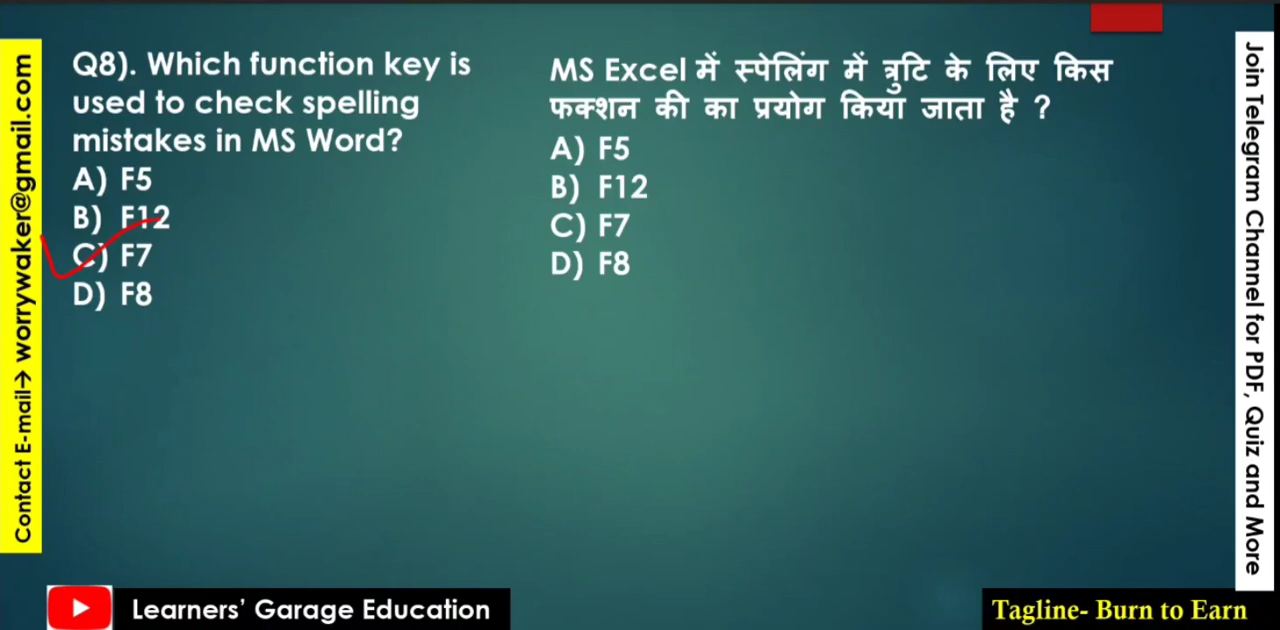 Q8). Which function key is
used to check spelling
mistakes in MS Word?
A) F5
B) F12
C) F7
D) F8
MS Excel में स्पेलिंग में त्रुटि के लिए किस
फक्शन की का प्रयोग किया जाता है ?
A) F5
B) F12
C) F7
D) F8
Contact E-mail→ worrywaker@gmail.com
Join Telegram Channel for PDF, Quiz and More
Learners’ Garage Education
Tagline- Burn to Earn